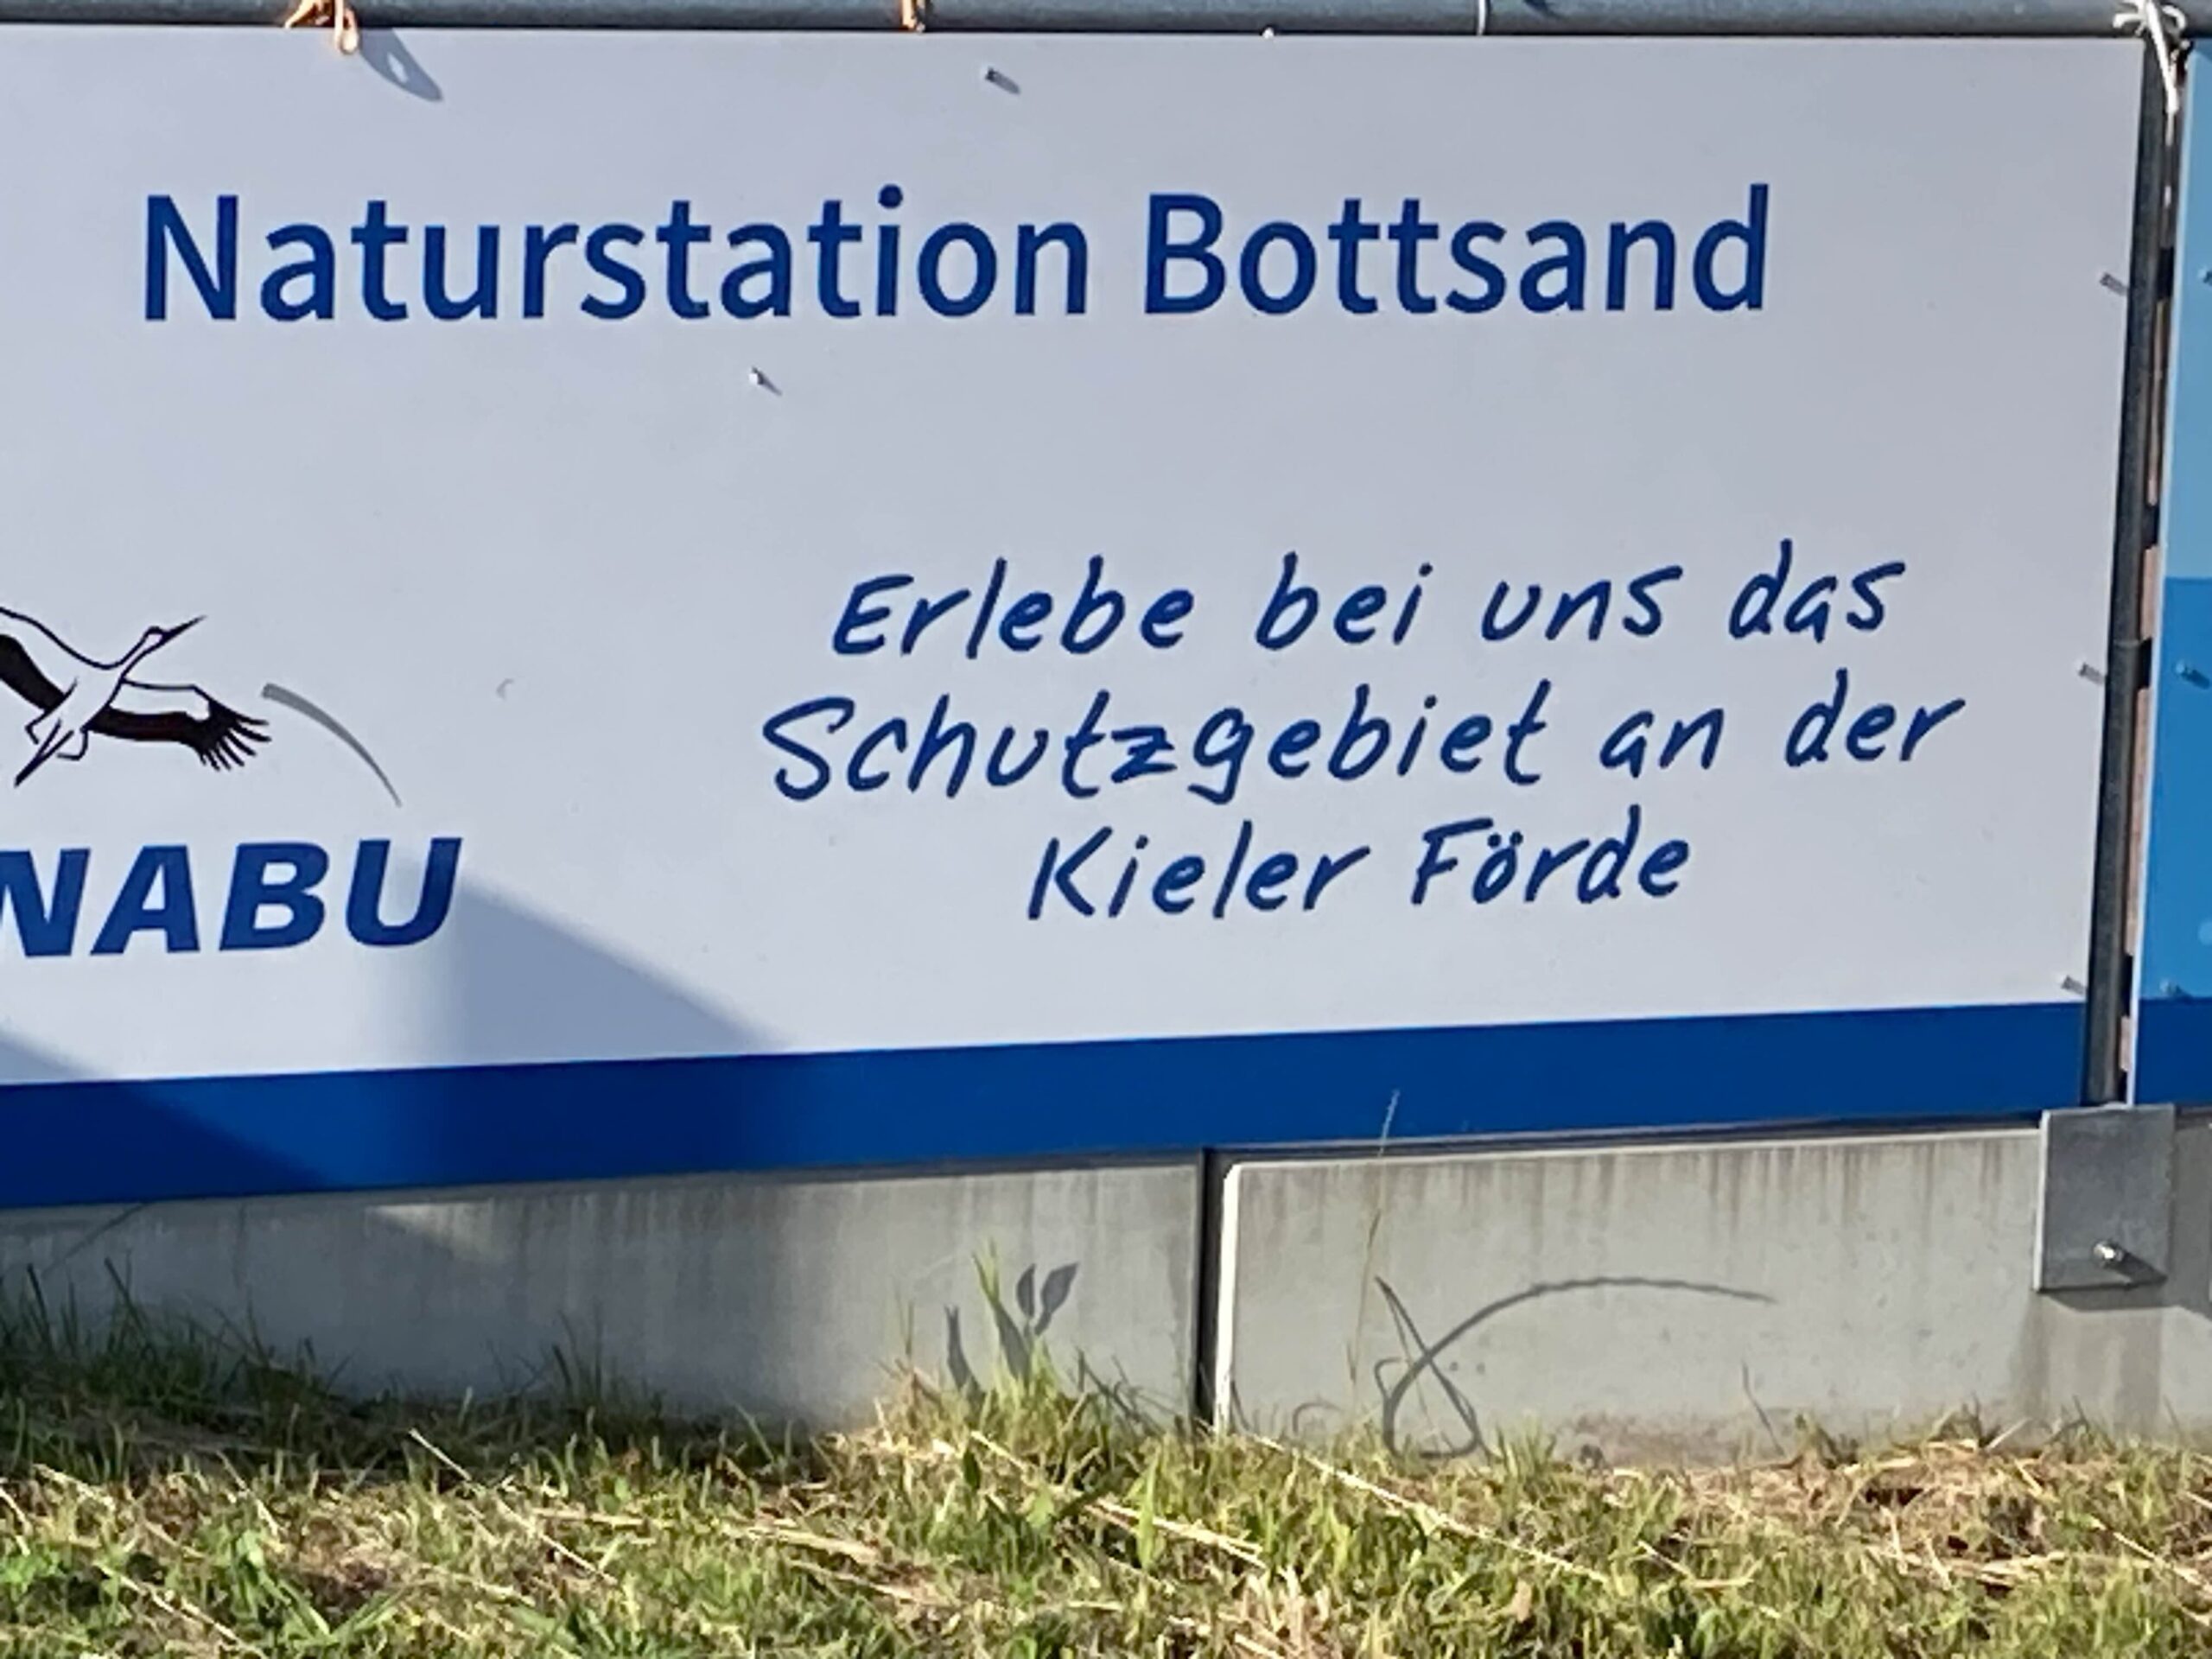 Naturstation Bottsand
Erlebe bei uns das
Schutzgebiet an der
Kieler Förde
NABU